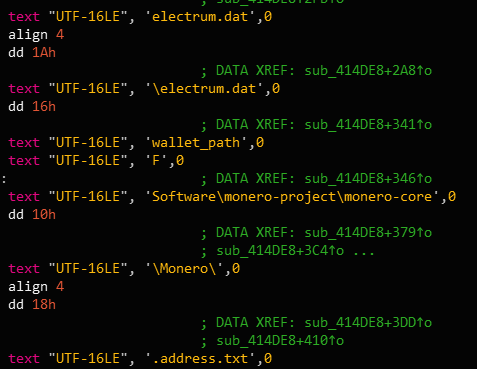 ; sub_414DE8+2FD↑o
text "UTF-16LE", 'electrum.dat',0
align 4
dd 1Ah
; DATA XREF: sub_414DE8+2A8↑o
text "UTF-16LE", '\electrum.dat',0
dd 16h
; DATA XREF: sub_414DE8+341↑o
text "UTF-16LE", 'wallet_path',0
text "UTF-16LE", 'F',0
: ; DATA XREF: sub_414DE8+346↑o
text "UTF-16LE", 'Software\monero-project\monero-core',0
dd 10h
; DATA XREF: sub_414DE8+379↑o
; sub_414DE8+3C4↑o ...
text "UTF-16LE", '\Monero\',0
align 4
dd 18h
; DATA XREF: sub_414DE8+3DD↑o
; sub_414DE8+410↑o
text "UTF-16LE", '.address.txt',0